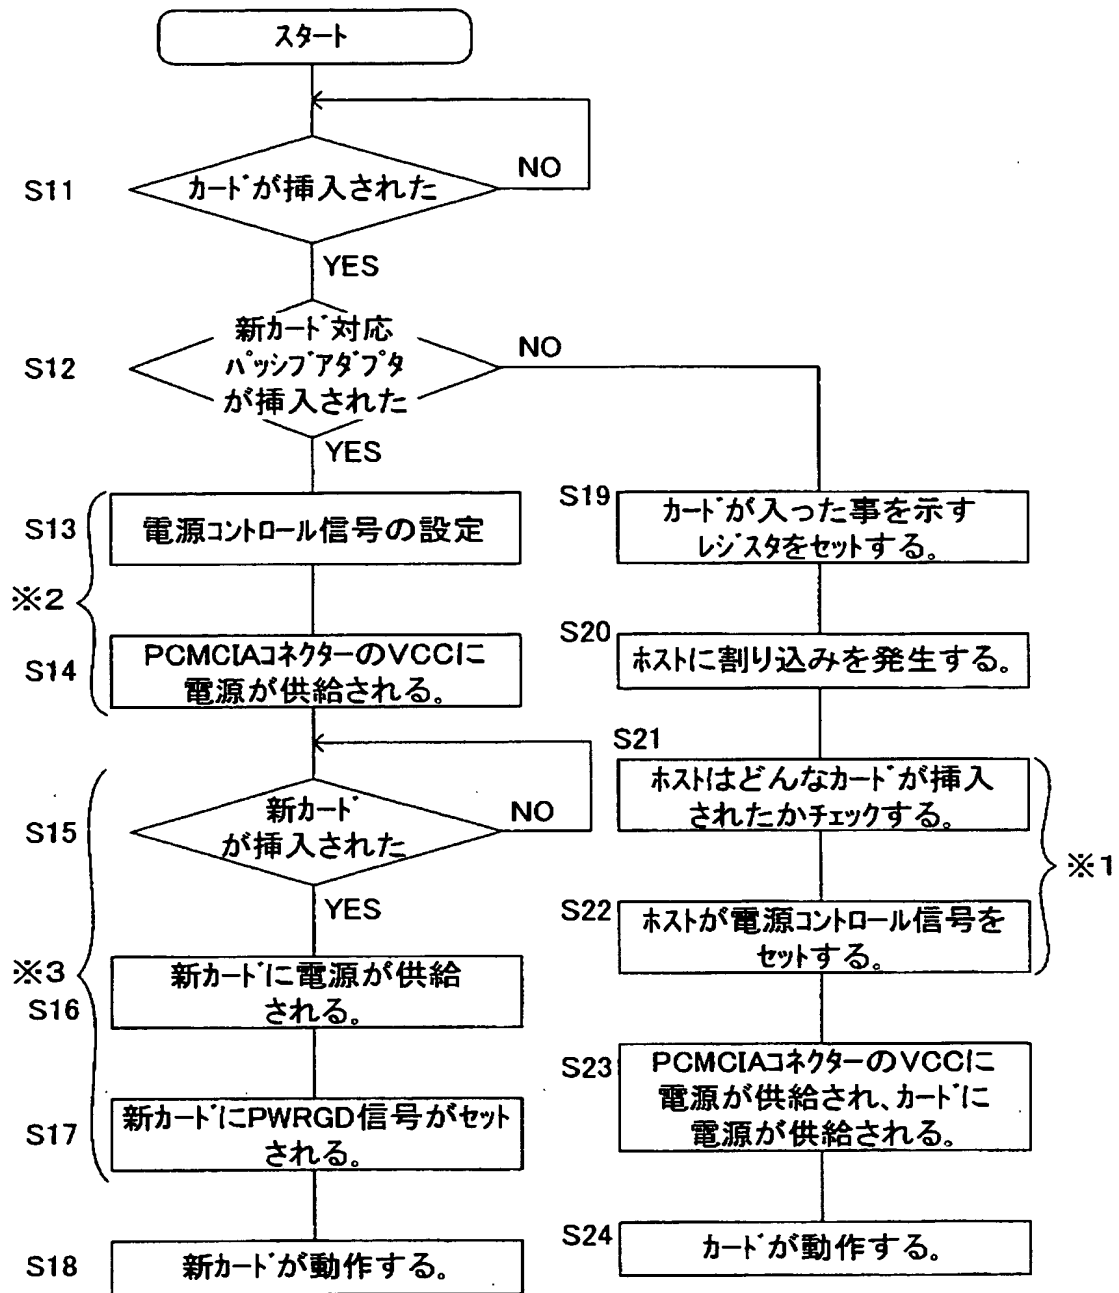 スタート
S11
カードが挿入された
NO
YES
S12
新カード対応
パッシブアダプタ
が挿入された
NO
YES
S13
電源コントロール信号の設定
※2
S14
PCMCIAコネクターのVCCに
電源が供給される。
S15
新カード
が挿入された
NO
YES
※3
S16
新カードに電源が供給
される。
S17
新カードにPWRGD信号がセット
される。
S18
新カードが動作する。
S19
カードが入った事を示す
レジスタをセットする。
S20
ホストに割り込みを発生する。
S21
ホストはどんなカードが挿入
されたかチェックする。
※1
S22
ホストが電源コントロール信号を
セットする。
S23
PCMCIAコネクターのVCCに
電源が供給され、カードに
電源が供給される。
S24
カードが動作する。